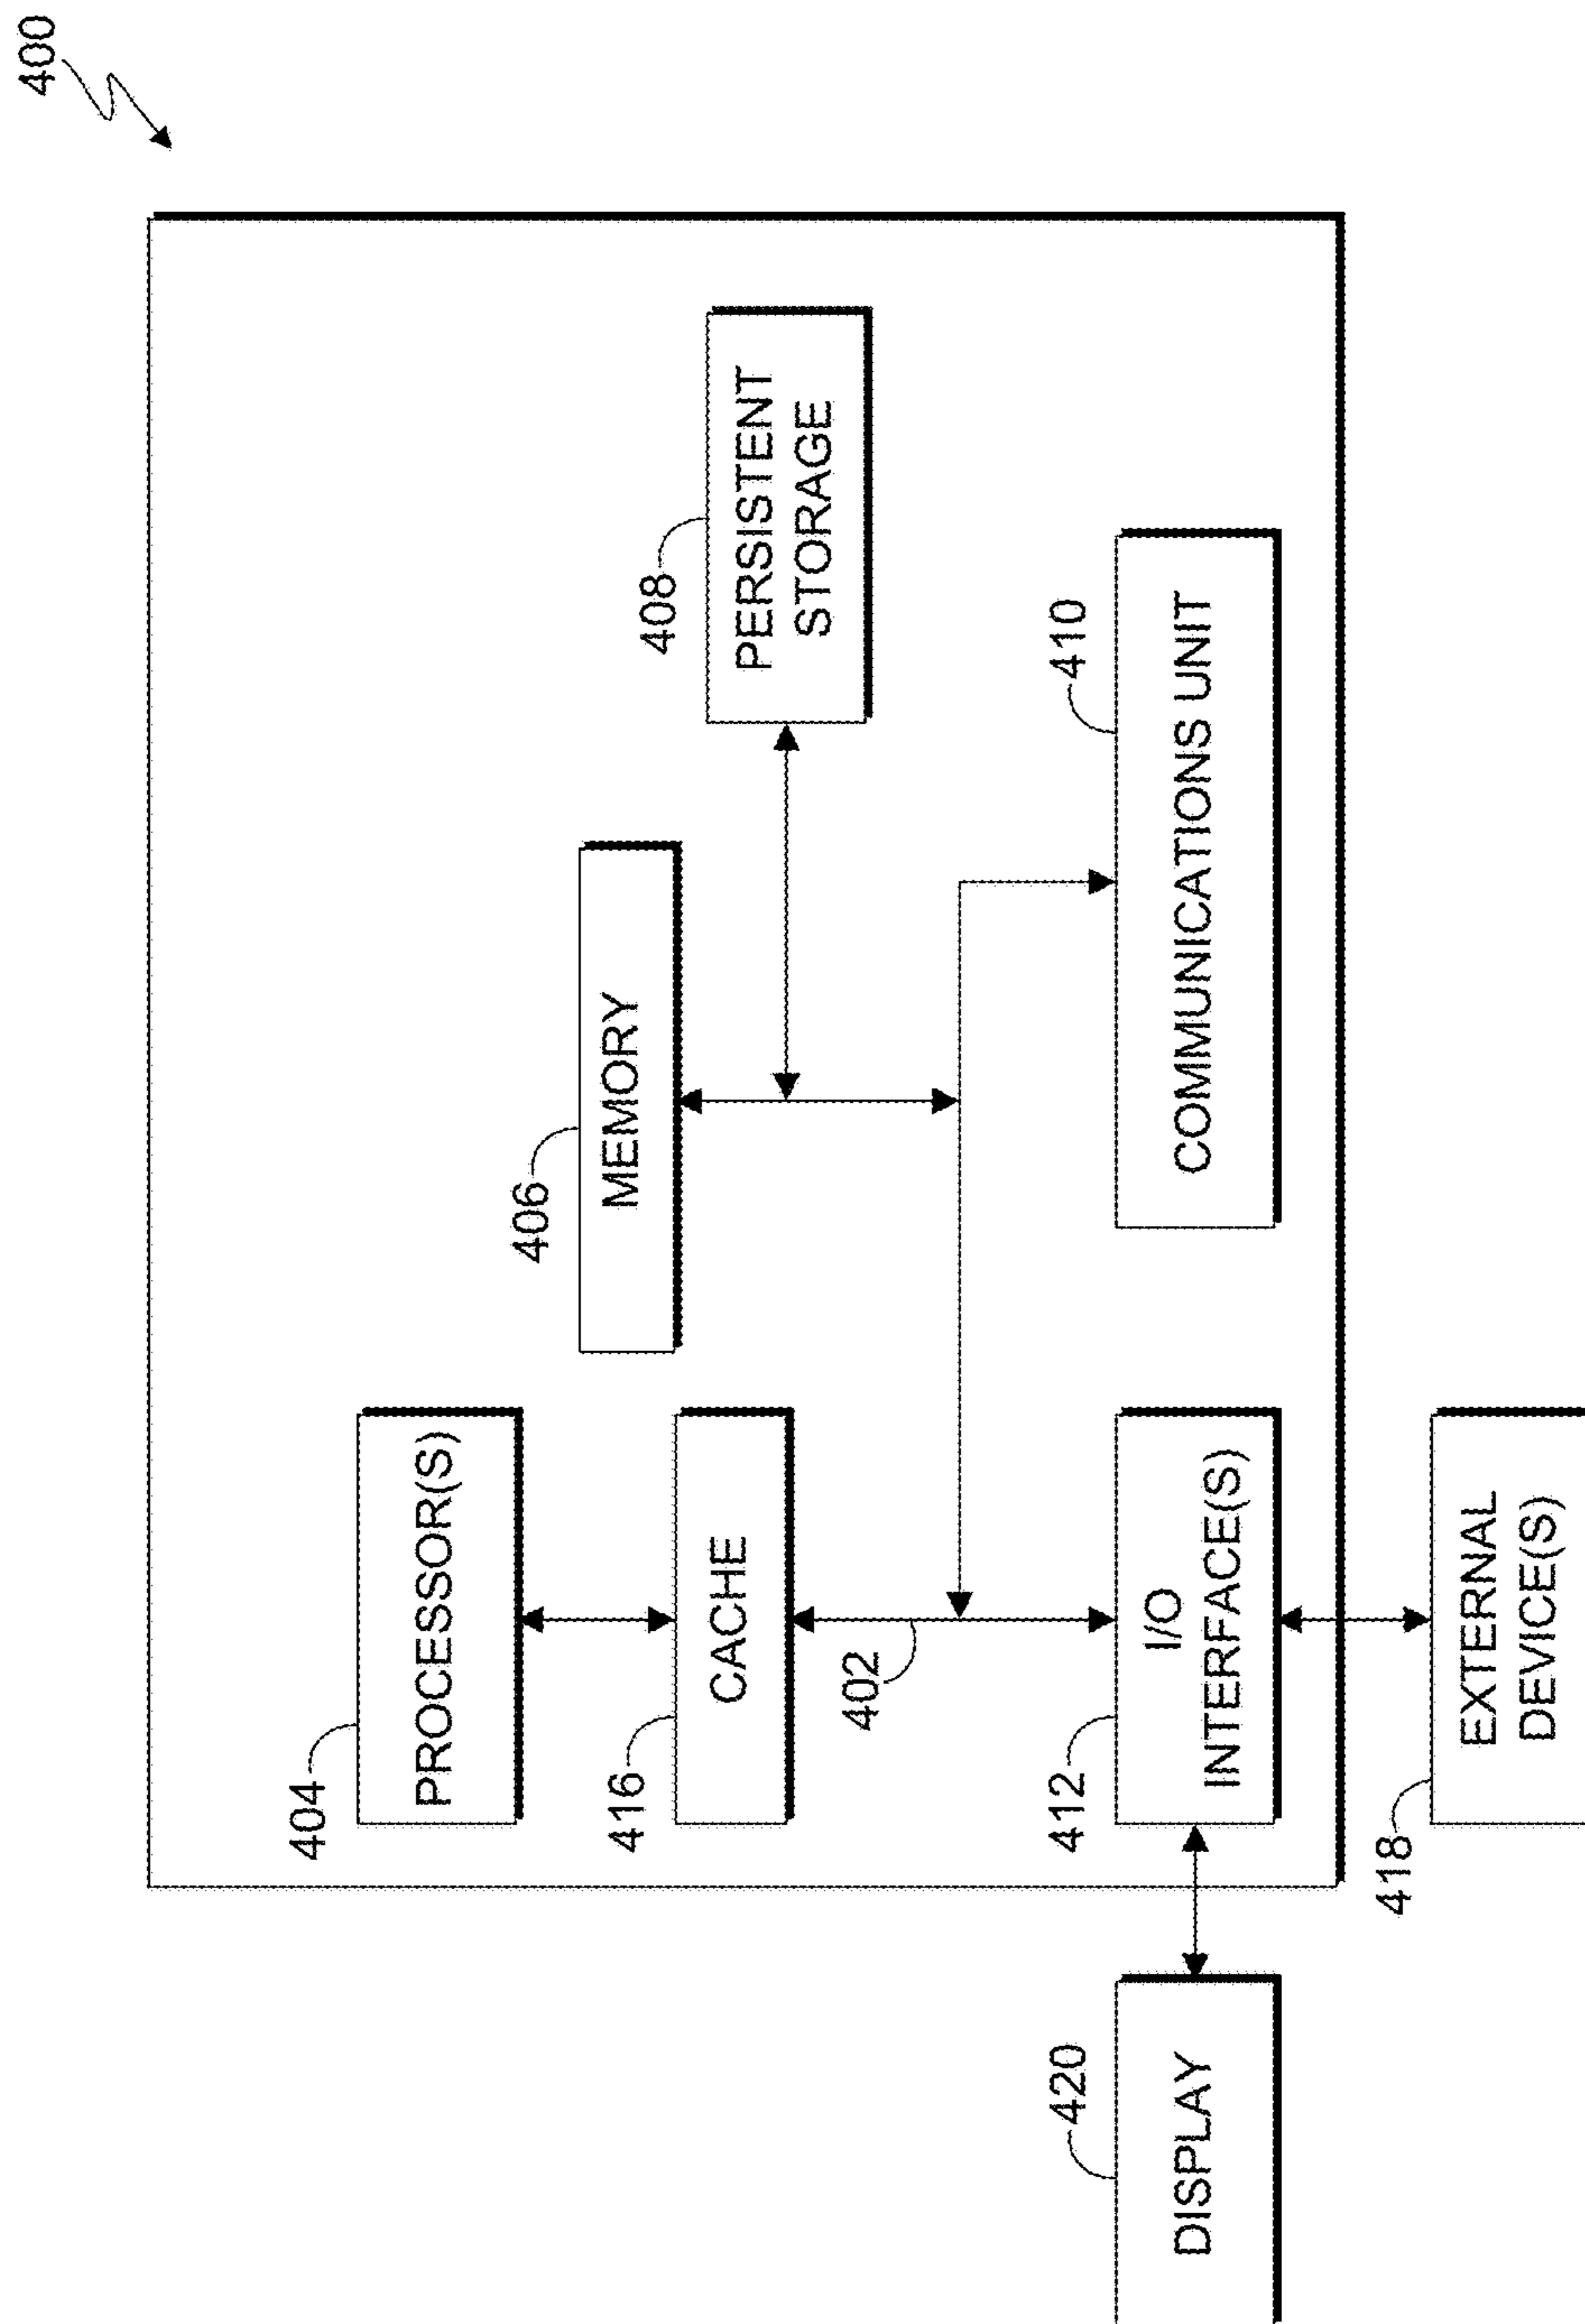 400
404
PROCESSOR(S)
416
CACHE
406
MEMORY
408
PERSISTENT
STORAGE
402
420
DISPLAY
412
I/O
INTERFACE(S)
410
COMMUNICATIONS UNIT
418
EXTERNAL
DEVICE(S)